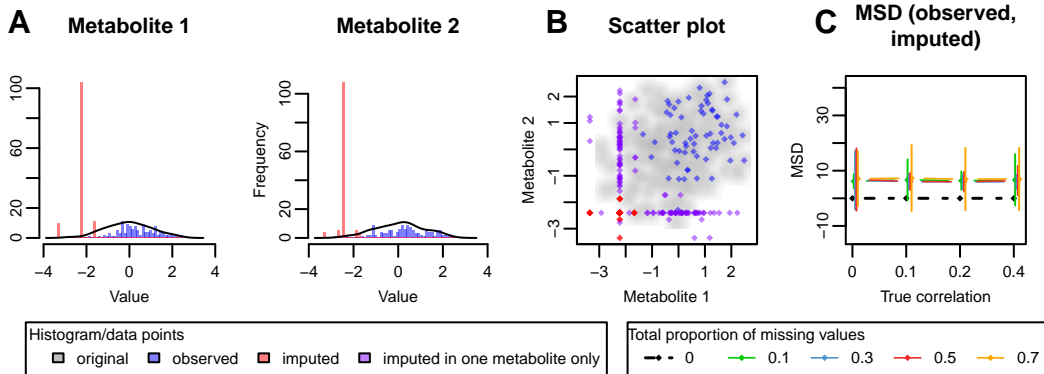 A
Metabolite 1
Metabolite 2
B
Scatter plot
C
MSD (observed,
imputed)
0 20 60 100
−4 −2 0 2 4
Value
Frequency
0 20 40 60 80 100
−4 −2 0 2 4
Value
Metabolite 2
−3 −1 1 2
−3 −1 0 1 2
Metabolite 1
MSD
−10 10 40
0 0.1 0.2 0.4
True correlation
Histogram/data points
original observed imputed imputed in one metabolite only
Total proportion of missing values
0 0.1 0.3 0.5 0.7